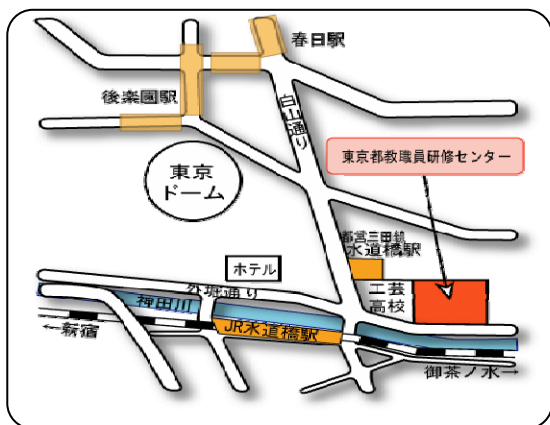 春日駅
後楽園駅
白山通り
東京都教職員研修センター
東京
ドーム
都営三田線
水道橋駅
ホテル
外堀通り
工芸
高校
神田川
JR水道橋駅
←新宿
御茶ノ水→